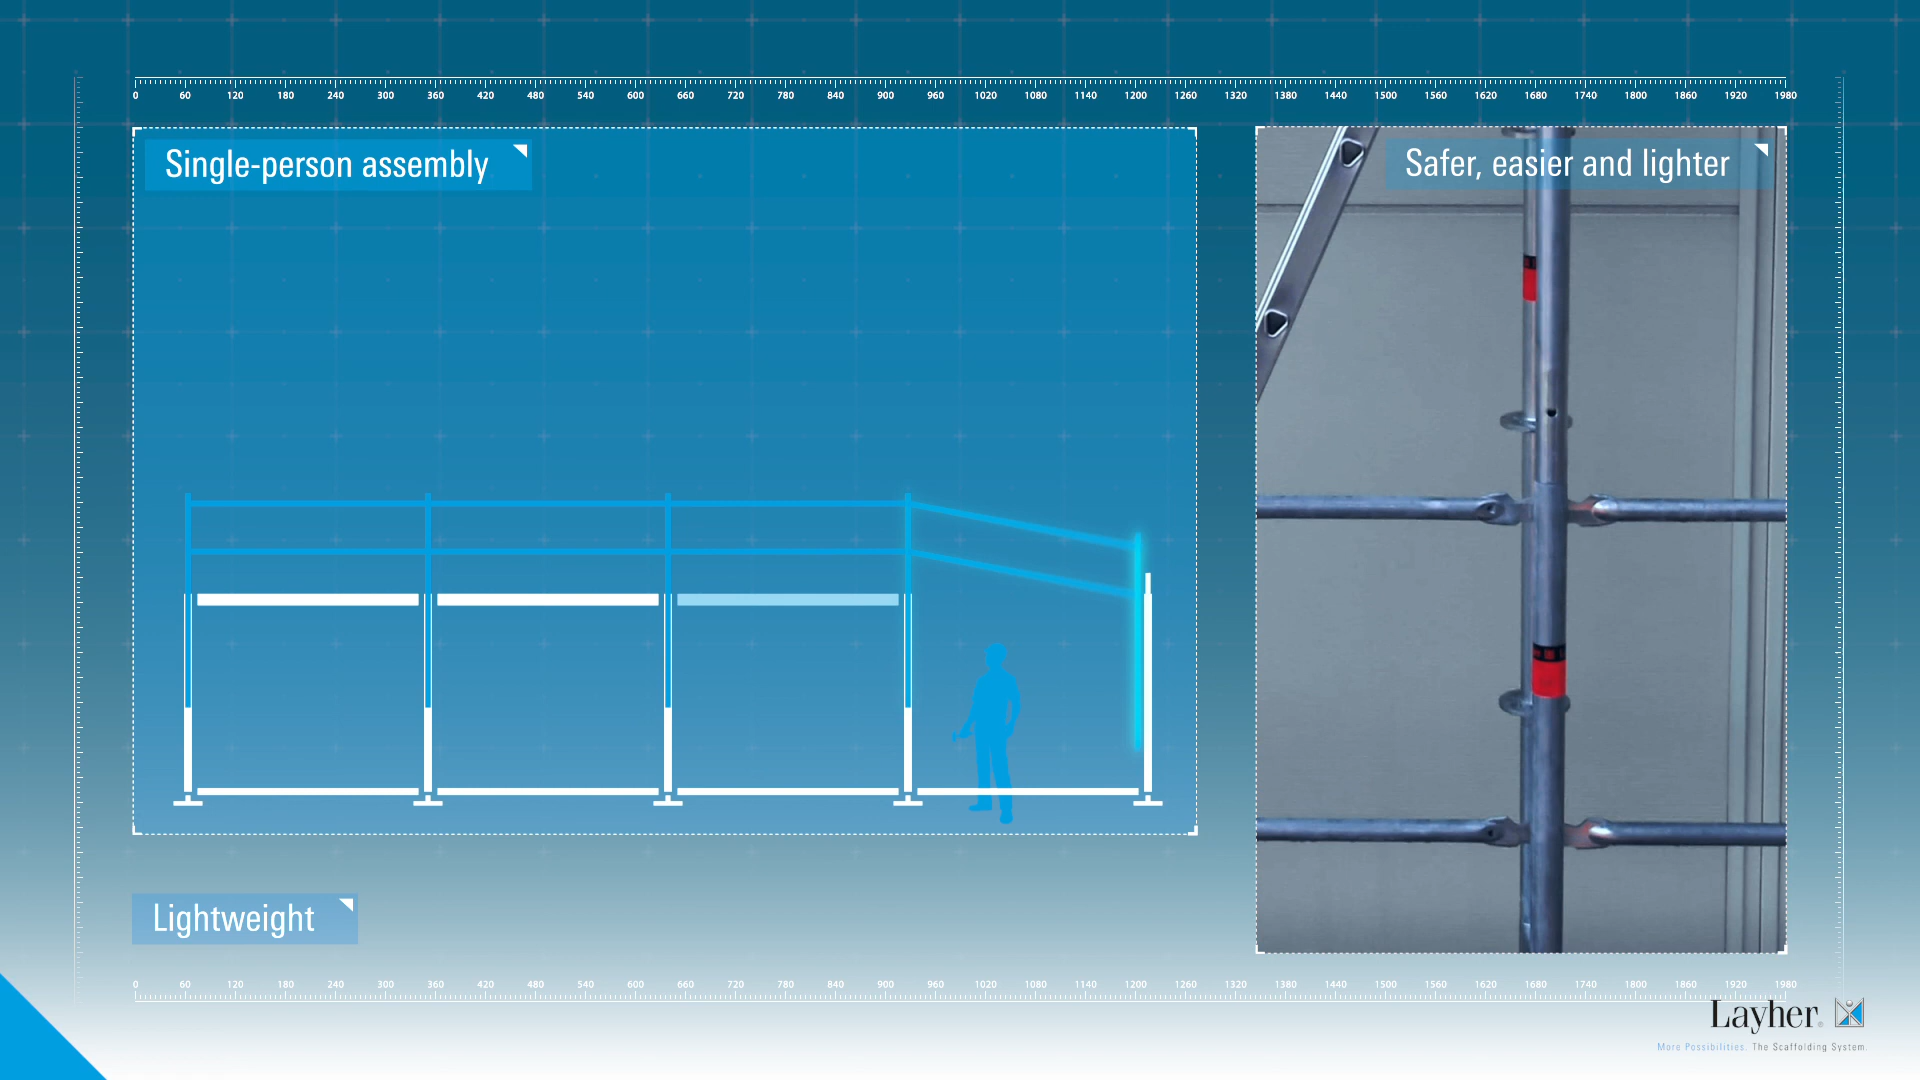 0 60 120 180 240 300 360 420 480 540 600 660 720 780 840 900 960 1020 1080 1140 1200 1260 1320 1380 1440 1500 1560 1620 1680 1740 1800 1860 1920 1980
Single-person assembly
Safer, easier and lighter
Lightweight
0 60 120 180 240 300 360 420 480 540 600 660 720 780 840 900 960 1020 1080 1140 1200 1260 1320 1380 1440 1500 1560 1620 1680 1740 1800 1860 1920 1980
Layher®
More Possibilities. The Scaffolding System.